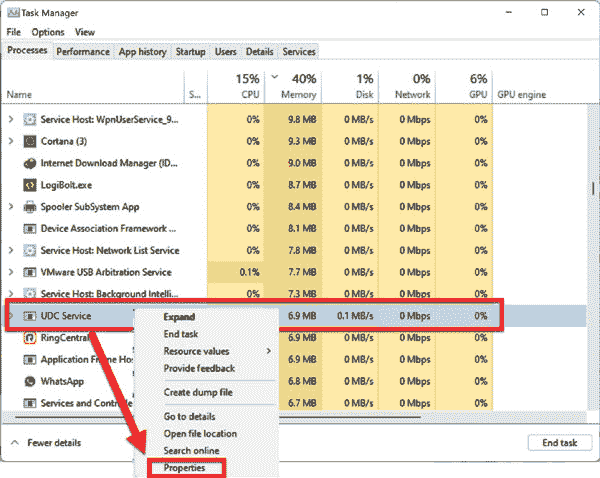 Task Manager
File Options View
Processes Performance App history Startup Users Details Services
15% 40% 1% 0% 6%
Name S... CPU Memory Disk Network GPU GPU engine
Service Host: WpnUserService_9... 0% 9.8 MB 0 MB/s 0 Mbps 0%
Cortana (3) 0% 9.3 MB 0 MB/s 0 Mbps 0%
Internet Download Manager (ID... 0% 9.0 MB 0 MB/s 0 Mbps 0%
LogiBolt.exe 0% 8.7 MB 0 MB/s 0 Mbps 0%
Spooler SubSystem App 0% 8.4 MB 0 MB/s 0 Mbps 0%
Device Association Framework ... 0% 8.1 MB 0 MB/s 0 Mbps 0%
Service Host: Network List Service 0% 7.8 MB 0 MB/s 0 Mbps 0%
VMware USB Arbitration Service 0.1% 7.7 MB 0 MB/s 0 Mbps 0%
Service Host: Background Intelli... 0% 7.3 MB 0 MB/s 0 Mbps 0%
UDC Service 6.9 MB 0.1 MB/s 0 Mbps 0%
RingCentral 6.9 MB 0 MB/s 0 Mbps 0%
Application Frame Ho 6.9 MB 0 MB/s 0 Mbps 0%
WhatsApp 6.8 MB 0 MB/s 0 Mbps 0%
Services and Controlle 6.7 MB 0 MB/s 0 Mbps 0%
Expand
End task
Resource values
Provide feedback
Create dump file
Go to details
Open file location
Search online
Properties
Fewer details End task